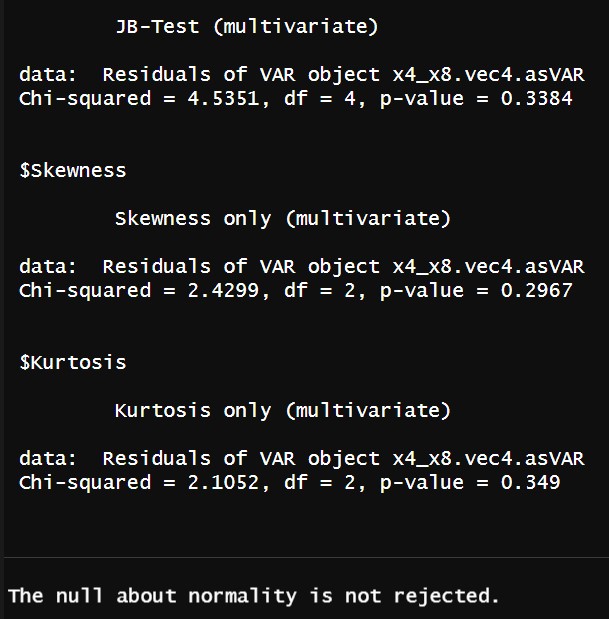 JB-Test (multivariate)
data:  Residuals of VAR object x4_x8.vec4.asVAR
Chi-squared = 4.5351, df = 4, p-value = 0.3384
$Skewness
Skewness only (multivariate)
data:  Residuals of VAR object x4_x8.vec4.asVAR
Chi-squared = 2.4299, df = 2, p-value = 0.2967
$Kurtosis
Kurtosis only (multivariate)
data:  Residuals of VAR object x4_x8.vec4.asVAR
Chi-squared = 2.1052, df = 2, p-value = 0.349
The null about normality is not rejected.